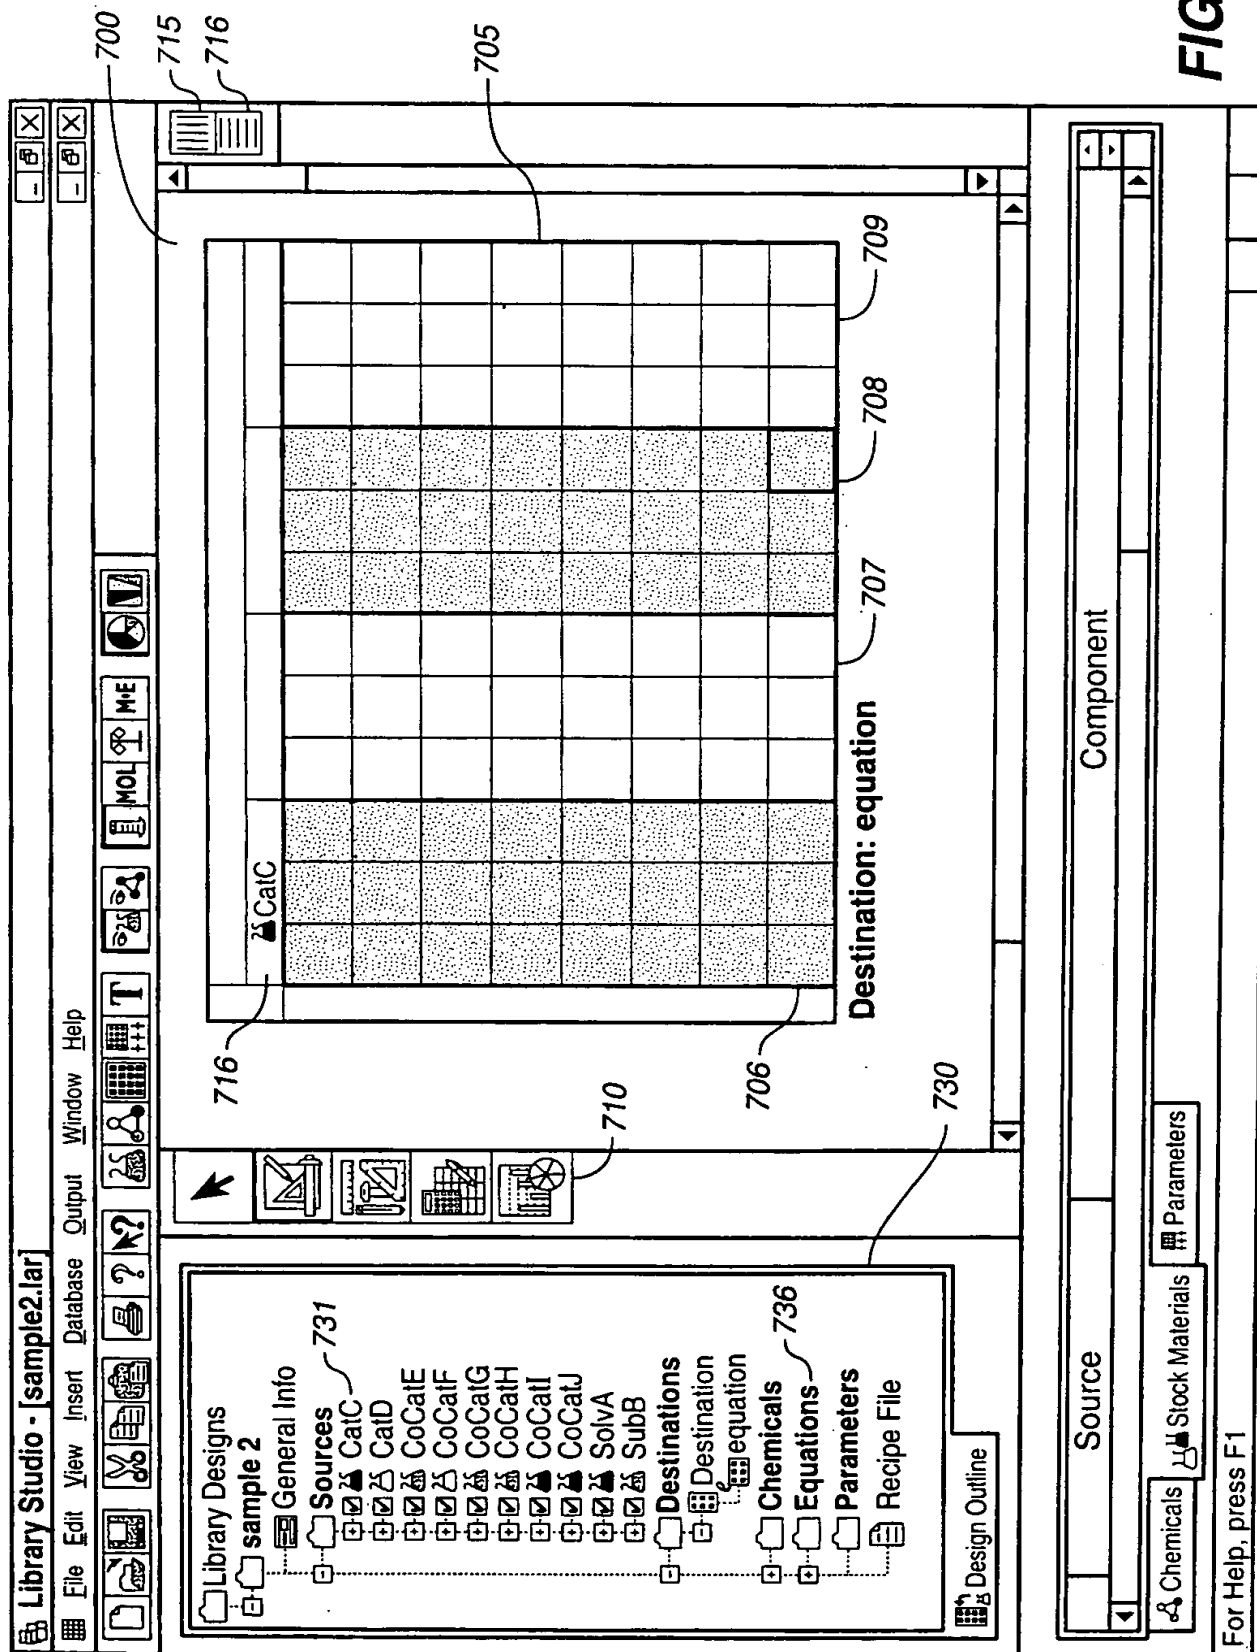 Library Studio - [sample2.lar]
File Edit View Insert Database Output Window Help
T MOL M•E
700
715
716
Library Designs
sample 2
General Info
Sources
CatC 731
CatD
CoCatE
CoCatF
CoCatG
CoCatH
CoCatI
CoCatJ
SolvA
SubB
Destinations
Destination
equation
Chemicals
Equations 736
Parameters
Recipe File
Design Outline
730
710
716
CatC
705
706
707
708
709
Destination: equation
Source
Component
Chemicals
Stock Materials
Parameters
For Help, press F1
FIG